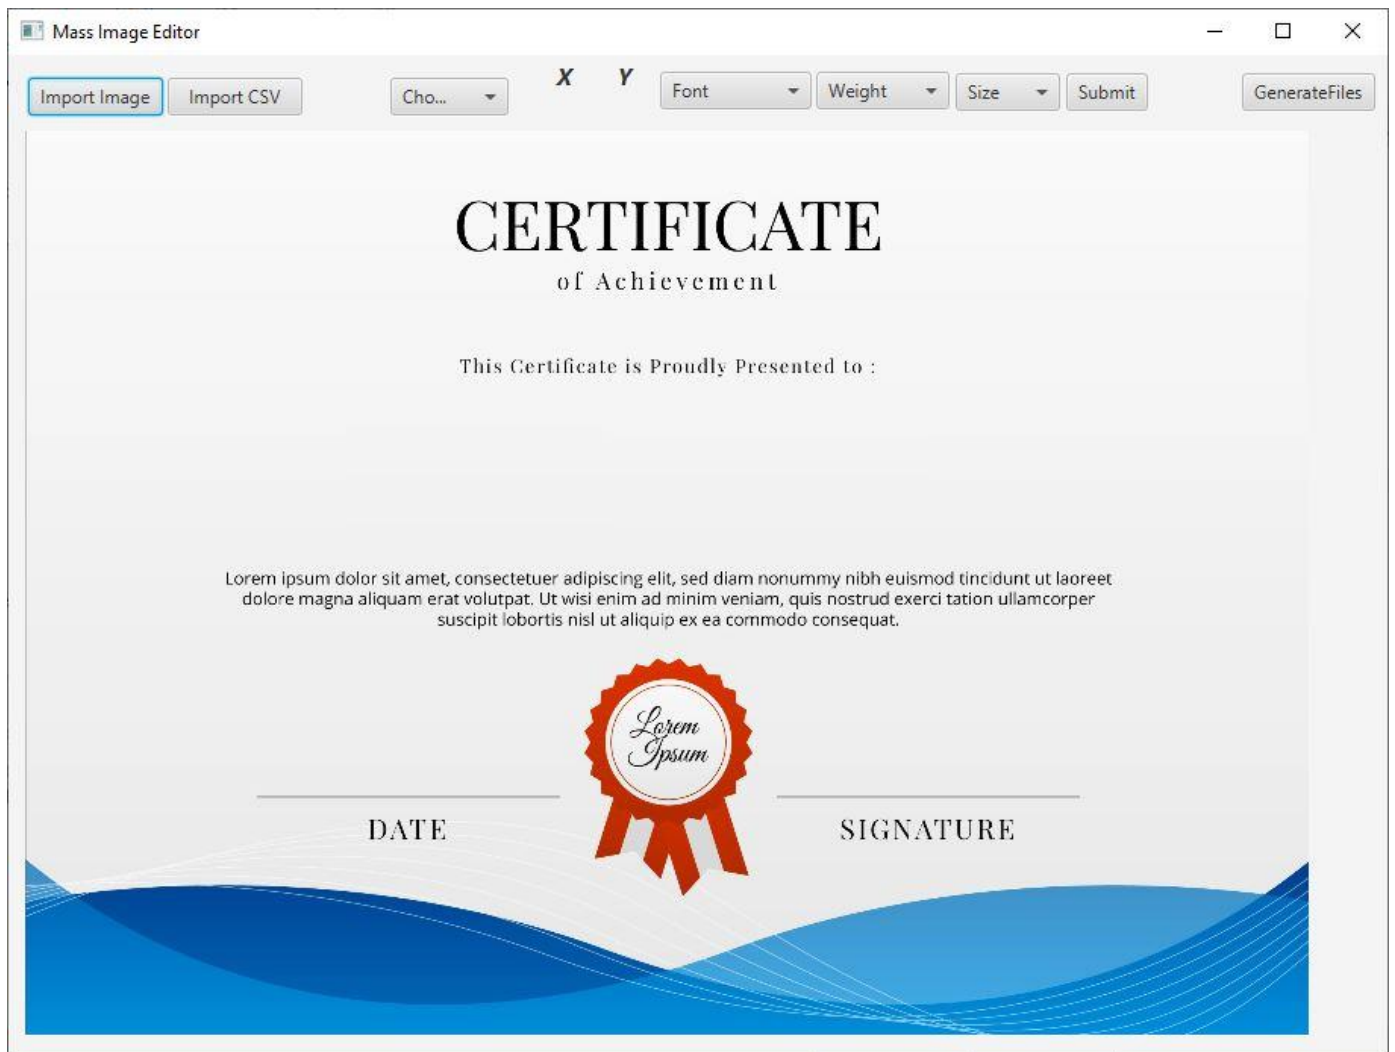 Mass Image Editor
Import Image Import CSV Cho... X Y Font Weight Size Submit GenerateFiles
CERTIFICATE
of Achievement
This Certificate is Proudly Presented to :
Lorem ipsum dolor sit amet, consectetuer adipiscing elit, sed diam nonummy nibh euismod tincidunt ut laoreet
dolore magna aliquam erat volutpat. Ut wisi enim ad minim veniam, quis nostrud exerci tation ullamcorper
suscipit lobortis nisl ut aliquip ex ea commodo consequat.
Lorem
Ipsum
DATE SIGNATURE